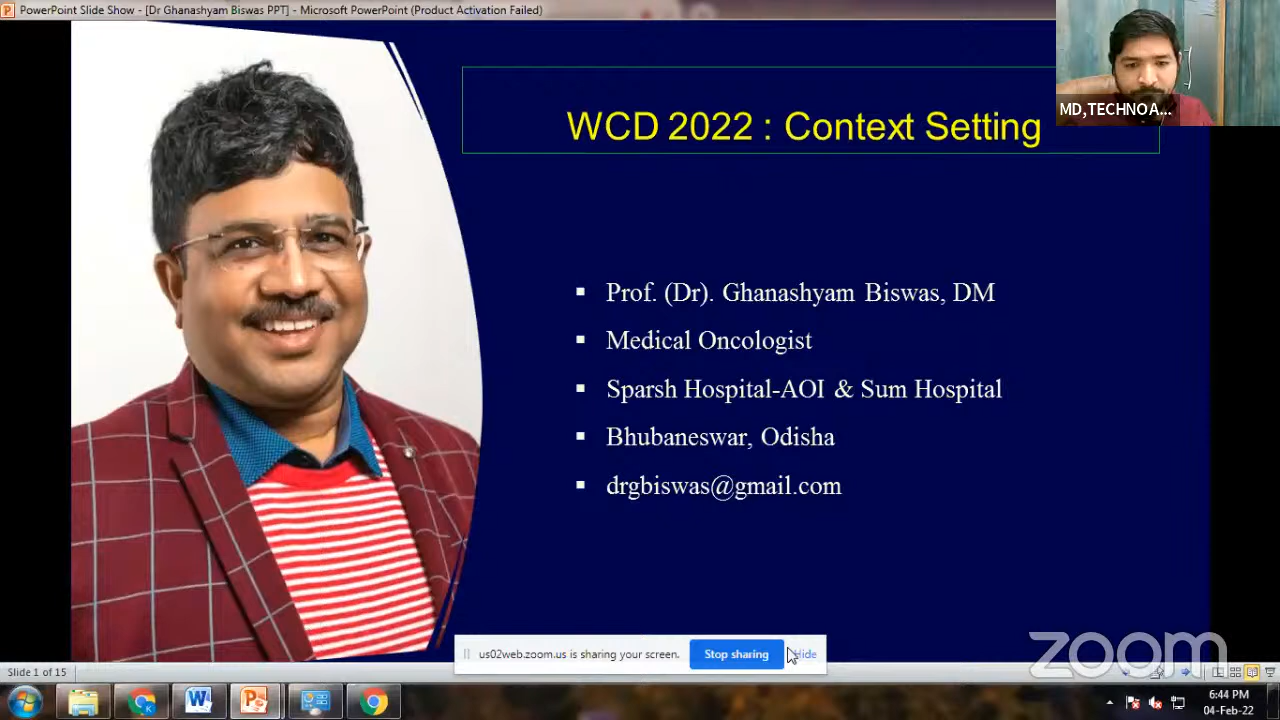 PowerPoint Slide Show - [Dr Ghanashyam Biswas PPT] - Microsoft PowerPoint (Product Activation Failed)
MD,TECHNO A...
WCD 2022 : Context Setting
▪ Prof. (Dr). Ghanashyam Biswas, DM
▪ Medical Oncologist
▪ Sparsh Hospital-AOI & Sum Hospital
▪ Bhubaneswar, Odisha
▪ drgbiswas@gmail.com
us02web.zoom.us is sharing your screen. Stop sharing Hide
zoom
Slide 1 of 15
6:44 PM
04-Feb-22